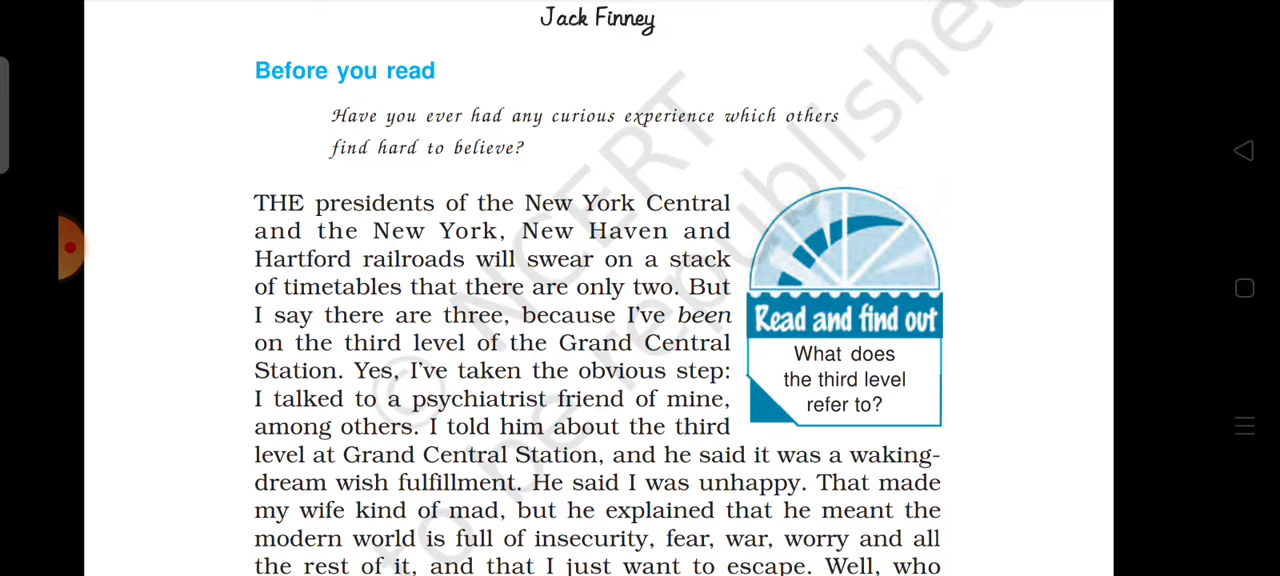 Jack Finney
Before you read
Have you ever had any curious experience which others
find hard to believe?
THE presidents of the New York Central
and the New York, New Haven and
Hartford railroads will swear on a stack
of timetables that there are only two. But
I say there are three, because I've been
on the third level of the Grand Central
Station. Yes, I've taken the obvious step:
I talked to a psychiatrist friend of mine,
among others. I told him about the third
level at Grand Central Station, and he said it was a waking-
dream wish fulfillment. He said I was unhappy. That made
my wife kind of mad, but he explained that he meant the
modern world is full of insecurity, fear, war, worry and all
the rest of it, and that I just want to escape. Well, who
Read and find out
What does
the third level
refer to?
© NCERT
to be republished